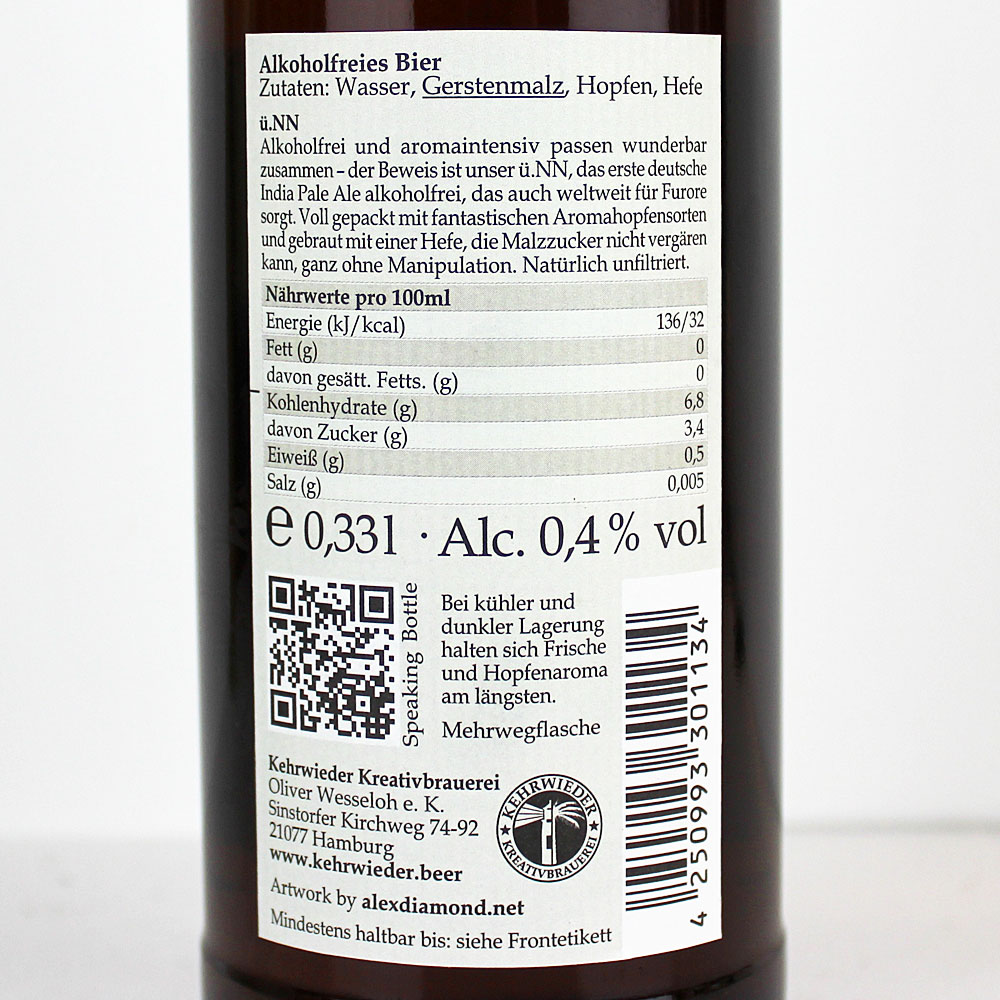 Alkoholfreies Bier
Zutaten: Wasser, Gerstenmalz, Hopfen, Hefe
ü.NN
Alkoholfrei und aromaintensiv passen wunderbar
zusammen – der Beweis ist unser ü.NN, das erste deutsche
India Pale Ale alkoholfrei, das auch weltweit für Furore
sorgt. Voll gepackt mit fantastischen Aromahopfensorten
und gebraut mit einer Hefe, die Malzzucker nicht vergären
kann, ganz ohne Manipulation. Natürlich unfiltriert.
Nährwerte pro 100ml
Energie (kJ/kcal) 136/32
Fett (g) 0
davon gesätt. Fetts. (g) 0
Kohlenhydrate (g) 6,8
davon Zucker (g) 3,4
Eiweiß (g) 0,5
Salz (g) 0,005
℮ 0,33l · Alc. 0,4% vol
Speaking Bottle
Bei kühler und
dunkler Lagerung
halten sich Frische
und Hopfenaroma
am längsten.
Mehrwegflasche
Kehrwieder Kreativbrauerei
Oliver Wesseloh e. K.
Sinstorfer Kirchweg 74-92
21077 Hamburg
www.kehrwieder.beer
KEHRWIEDER
KREATIVBRAUEREI
Artwork by alexdiamond.net
Mindestens haltbar bis: siehe Frontetikett
4 250993 301134